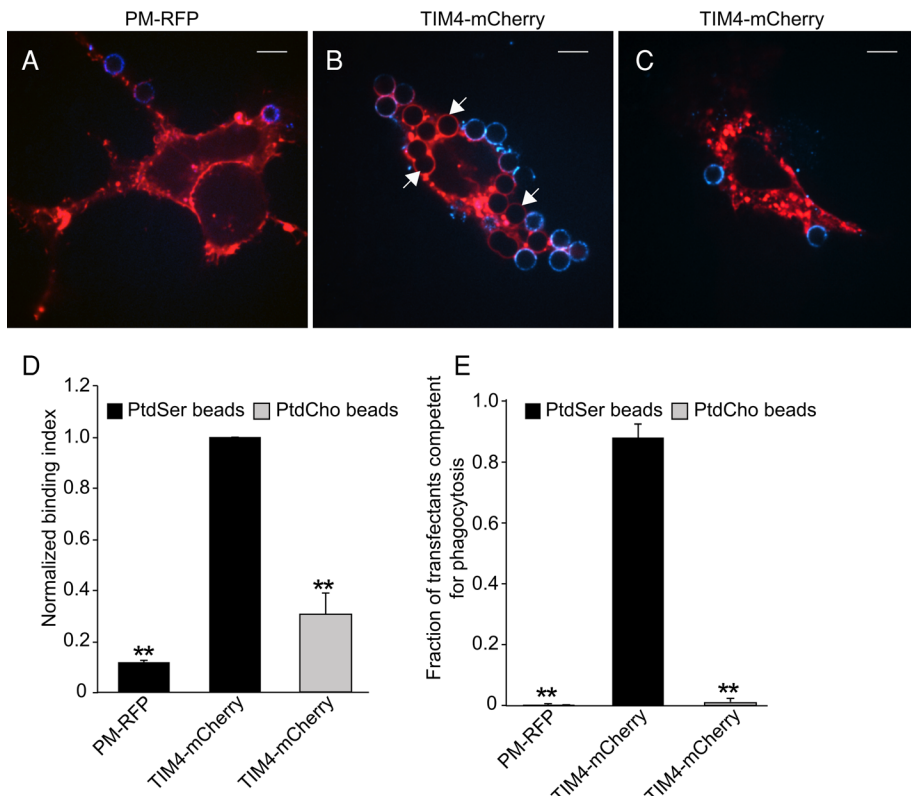 PM-RFP
TIM4-mCherry
TIM4-mCherry
A
B
C
D
E
Normalized binding index
1.2
1.0
0.8
0.6
0.4
0.2
0
PtdSer beads
PtdCho beads
**
**
PM-RFP
TIM4-mCherry
TIM4-mCherry
Fraction of transfectants competent
for phagocytosis
1.0
0.8
0.6
0.4
0.2
0
PtdSer beads
PtdCho beads
**
**
PM-RFP
TIM4-mCherry
TIM4-mCherry